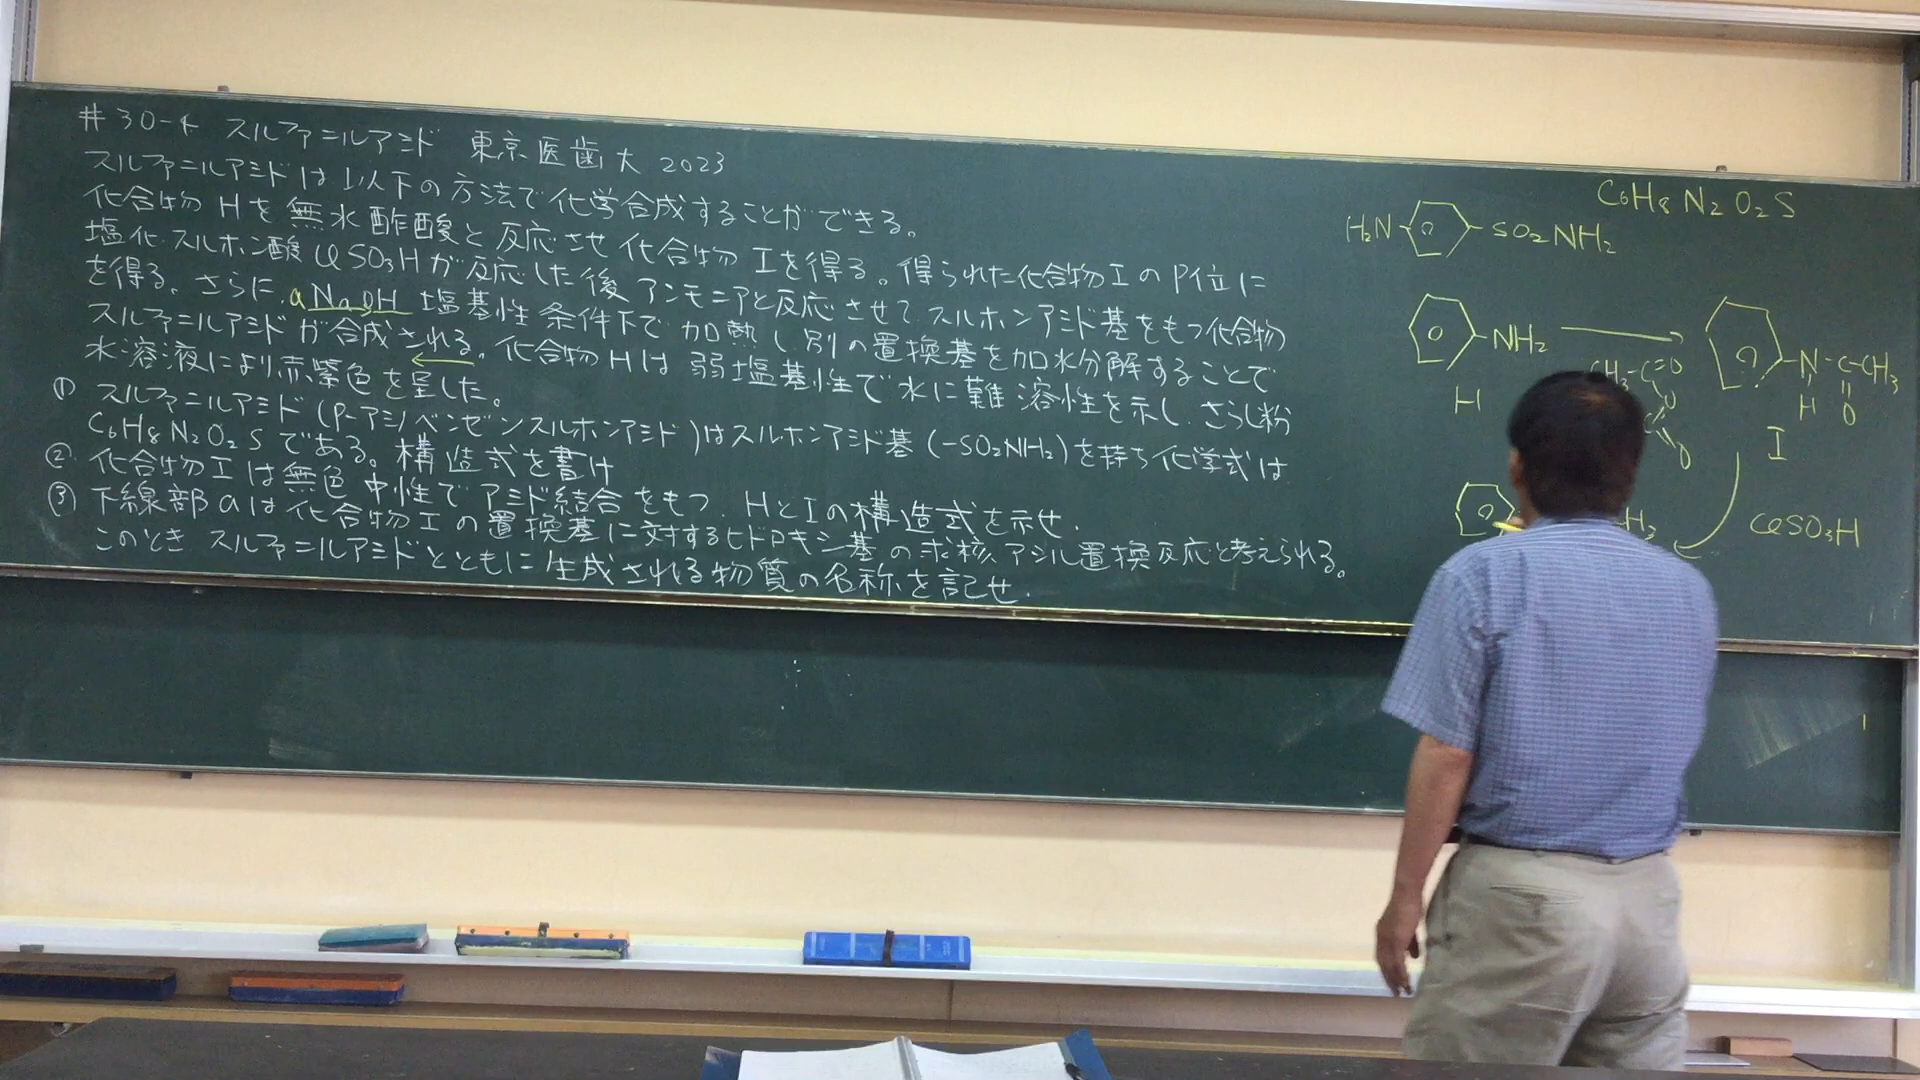 #30-4 スルファニルアミド 東京医歯大 2023
スルファニルアミドは以下の方法で化学合成することができる。
化合物Hを無水酢酸と反応させ化合物Iを得る。得られた化合物Iのp位に
塩化スルホン酸ClSO3Hが反応した後アンモニアと反応させてスルホンアミド基をもつ化合物
を得る。さらに a NaOH 塩基性条件下で加熱し別の置換基を加水分解することで
スルファニルアミドが合成される。化合物Hは弱塩基性で水に難溶性を示し、さらし粉
水溶液により赤紫色を呈した。
① スルファニルアミド(p-アミノベンゼンスルホンアミド)はスルホンアミド基(-SO2NH2)を持ち化学式は
C6H8N2O2Sである。構造式を書け
② 化合物Iは無色中性でアミド結合をもつ. HとIの構造式を示せ.
③ 下線部aは化合物Iの置換基に対するヒドロキシ基の求核アシル置換反応と考えられる。
このときスルファニルアミドとともに生成される物質の名称を記せ.
C6H8N2O2S
H2N SO2NH2
NH2
N-C-CH3
H O
CH3-C=O
O
O
H
I
ClSO3H